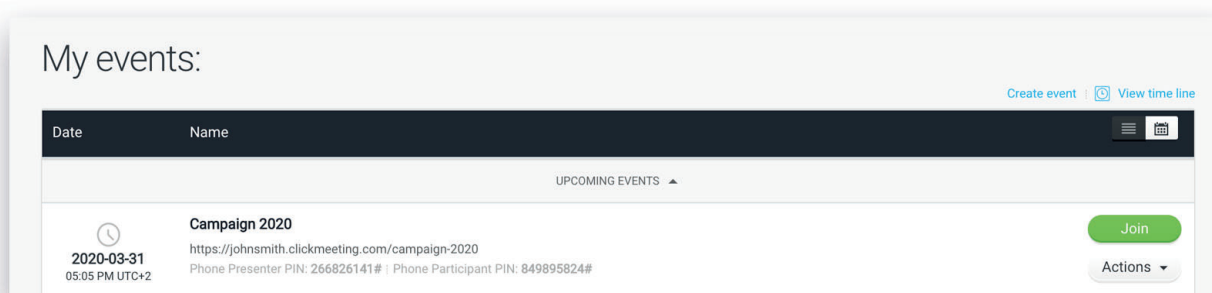 My events:
Create event | View time line
Date Name
UPCOMING EVENTS
Campaign 2020
Join
https://johnsmith.clickmeeting.com/campaign-2020
2020-03-31
Phone Presenter PIN: 266826141# | Phone Participant PIN: 849895824#
05:05 PM UTC+2
Actions